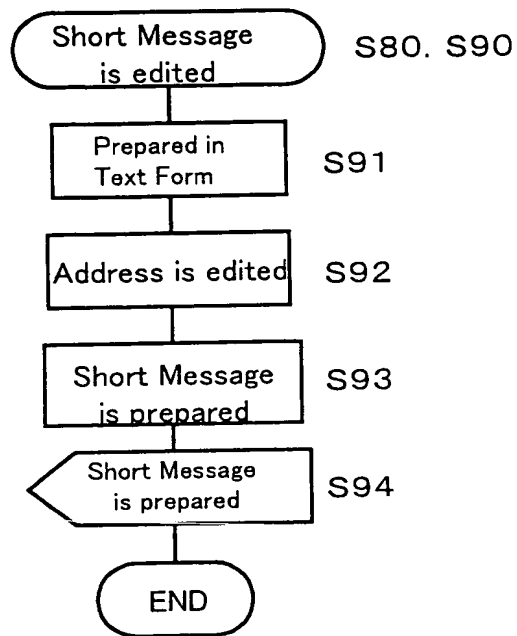 Short Message
is edited
S80. S90
Prepared in
Text Form
S91
Address is edited
S92
Short Message
is prepared
S93
Short Message
is prepared
S94
END